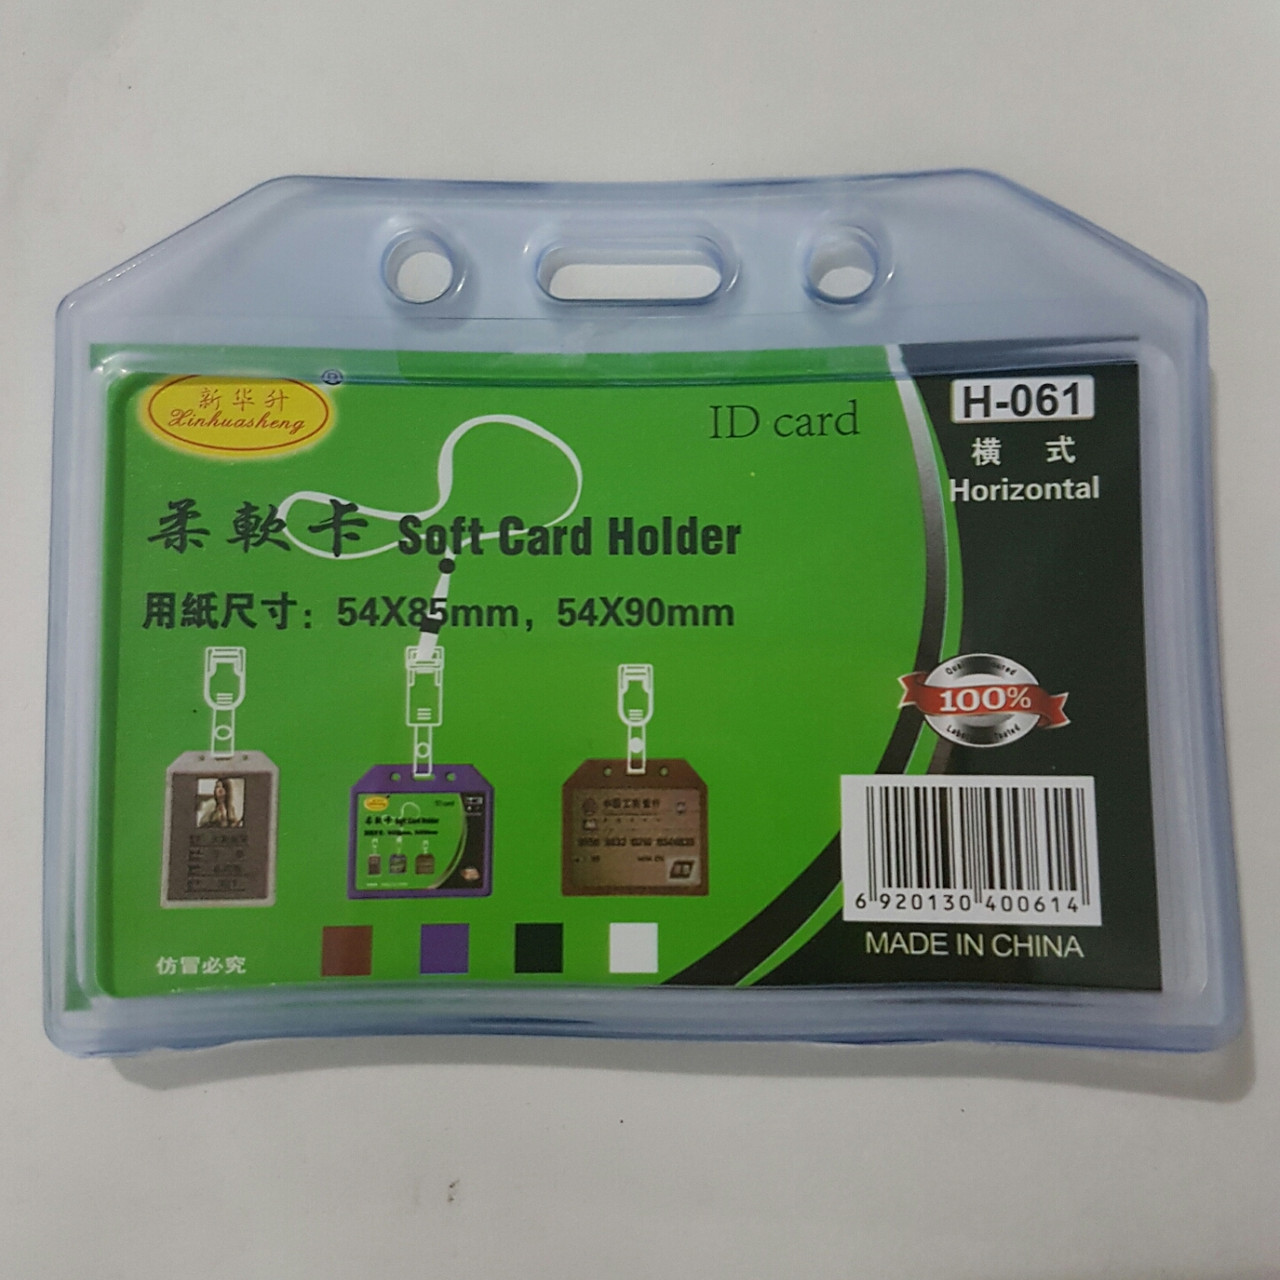 新华升
Xinhuasheng
ID card
H-061
横 式
Horizontal
柔軟卡 Soft Card Holder
用紙尺寸: 54X85mm, 54X90mm
100%
6 920130 400614
MADE IN CHINA
仿冒必究